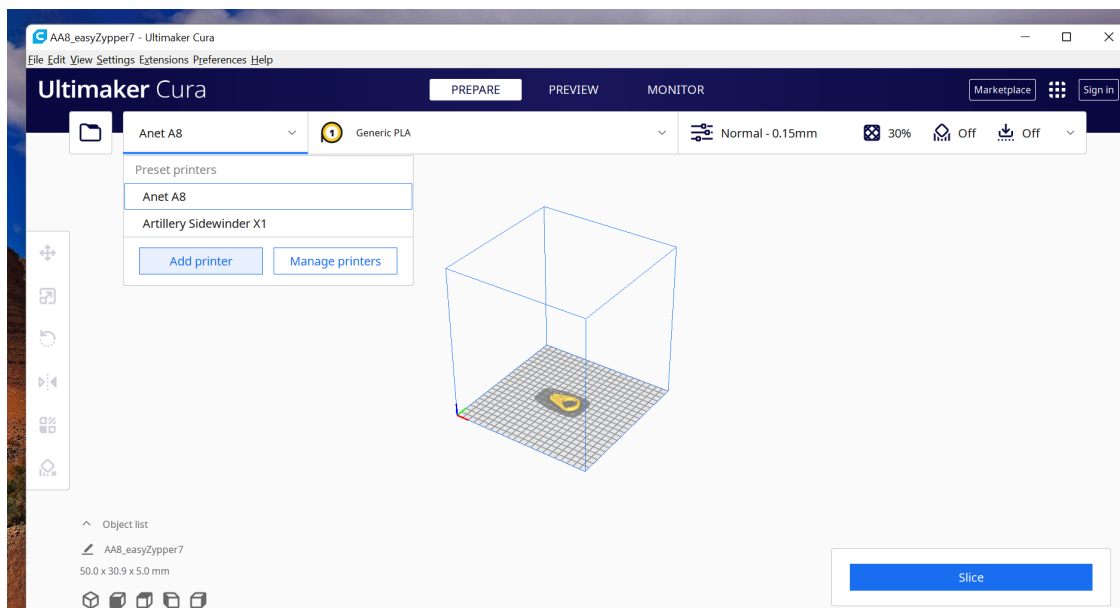 AA8_easyZypper7 - Ultimaker Cura
File Edit View Settings Extensions Preferences Help
Ultimaker Cura
PREPARE PREVIEW MONITOR
Marketplace Sign in
Anet A8
1 Generic PLA
Normal - 0.15mm 30% Off Off
Preset printers
Anet A8
Artillery Sidewinder X1
Add printer Manage printers
Object list
AA8_easyZypper7
50.0 x 30.9 x 5.0 mm
Slice